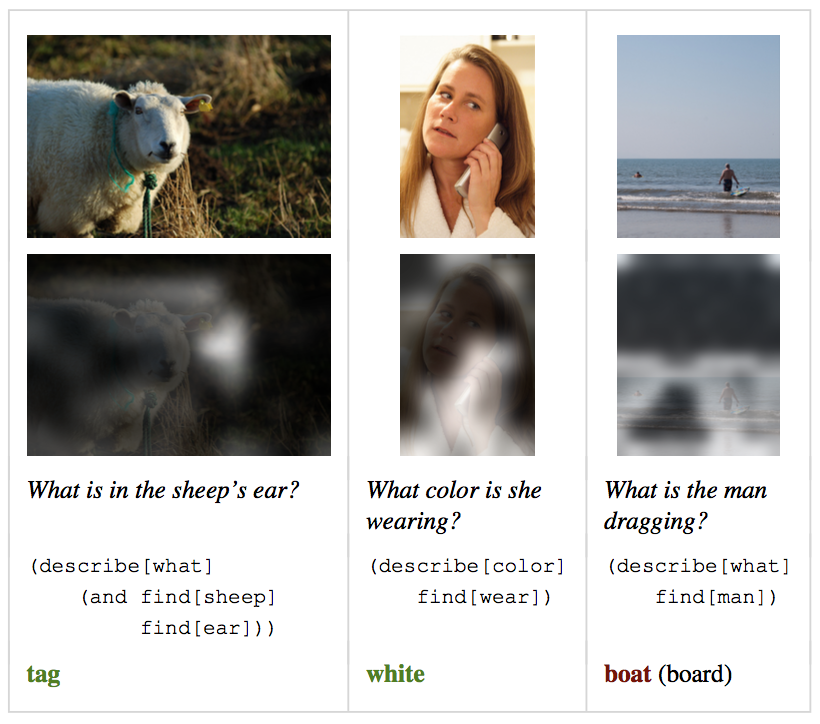 What is in the sheep’s ear?
(describe[what]
(and find[sheep]
find[ear]))
tag
What color is she
wearing?
(describe[color]
find[wear])
white
What is the man
dragging?
(describe[what]
find[man])
boat (board)